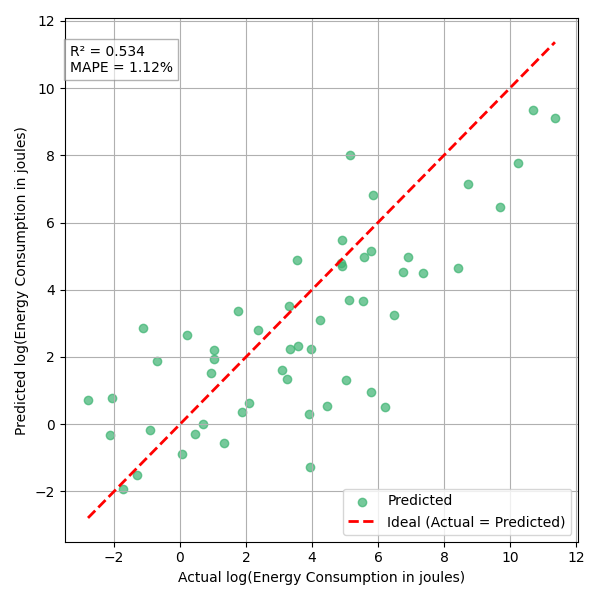 12
10
8
6
4
2
0
−2
Predicted log(Energy Consumption in joules)
R² = 0.534
MAPE = 1.12%
Predicted
Ideal (Actual = Predicted)
−2 0 2 4 6 8 10 12
Actual log(Energy Consumption in joules)